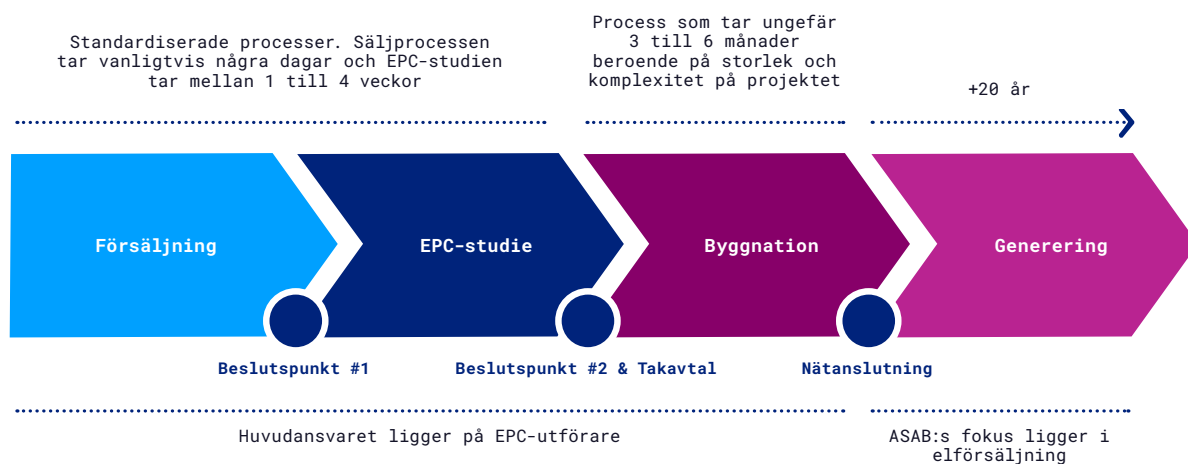 Standardiserade processer. Säljprocessen
tar vanligtvis några dagar och EPC-studien
tar mellan 1 till 4 veckor
Process som tar ungefär
3 till 6 månader
beroende på storlek och
komplexitet på projektet
+20 år
Försäljning
EPC-studie
Byggnation
Generering
Beslutspunkt #1
Beslutspunkt #2 & Takavtal
Nätanslutning
Huvudansvaret ligger på EPC-utförare
ASAB:s fokus ligger i
elförsäljning